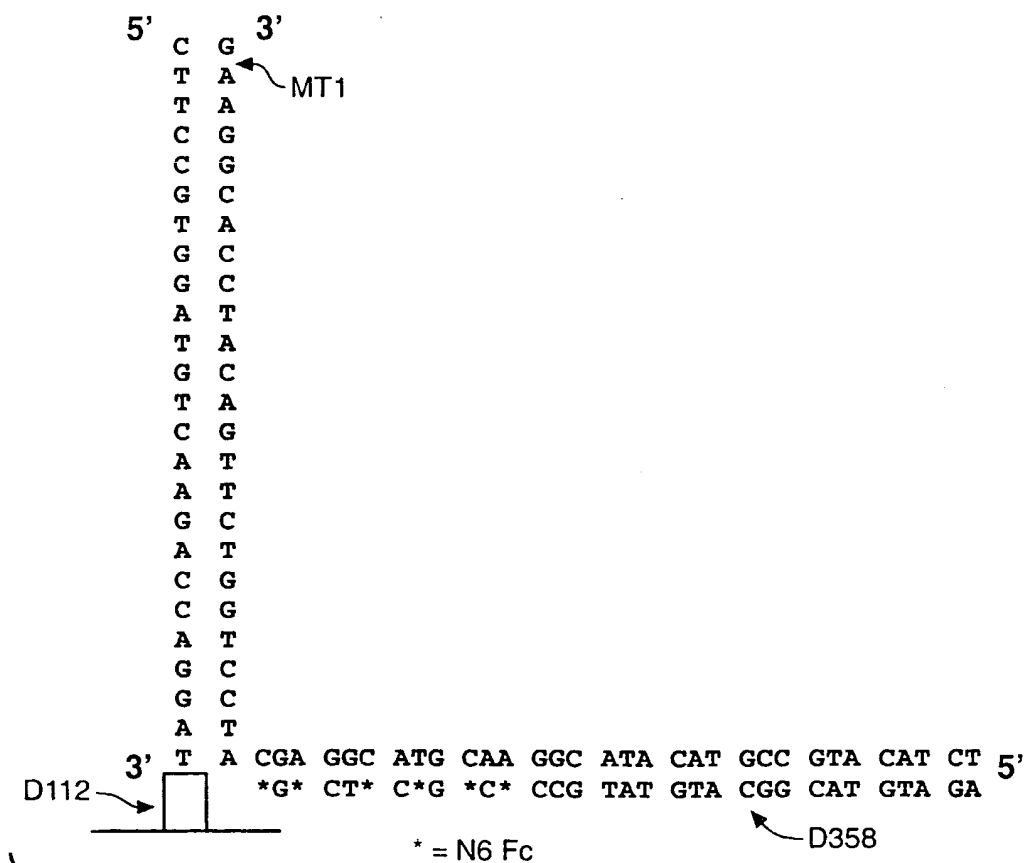 5’ C G 3’
T A MT1
T A
C G
C G
G C
T A
G C
G C
A T
T A
G C
T A
C G
A T
A T
G C
A T
C G
C G
A T
G C
G C
A T
3’ T A CGA GGC ATG CAA GGC ATA CAT GCC GTA CAT CT 5’
D112 *G* CT* C*G *C* CCG TAT GTA CGG CAT GTA GA
D358
* = N6 Fc